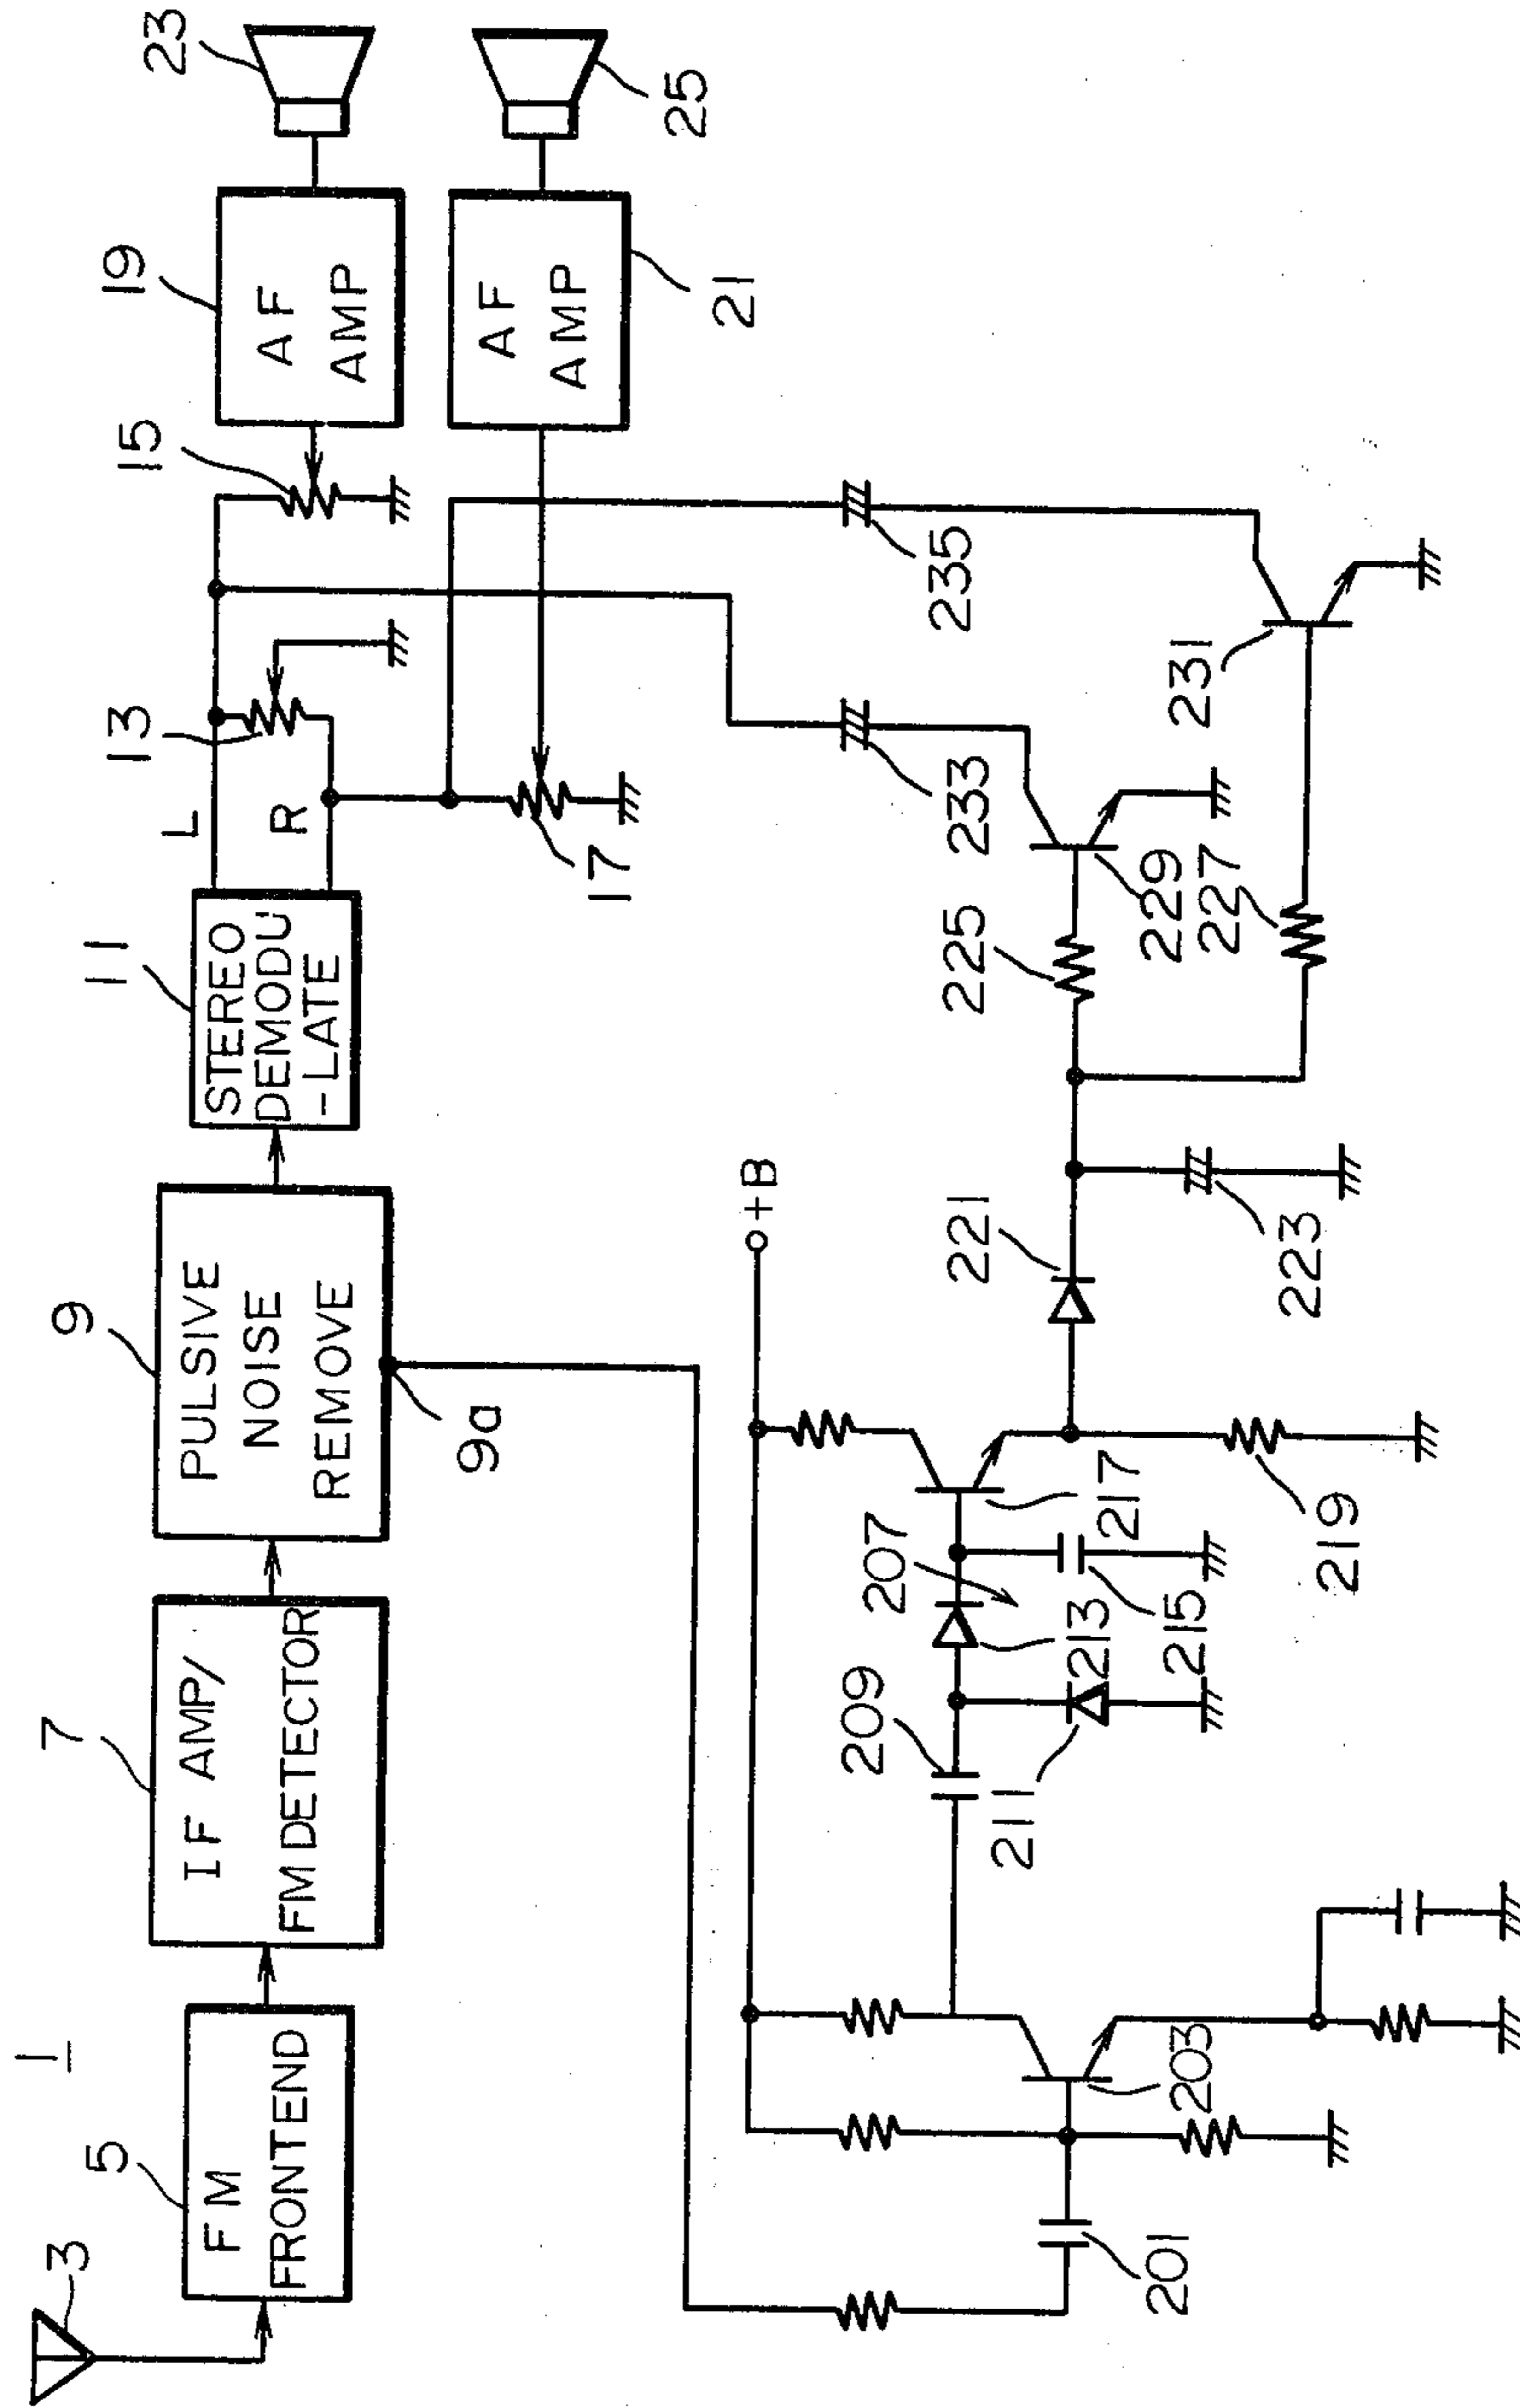 1
3
5
FM
FRONTEND
7
IF AMP/
FM DETECTOR
9
PULSIVE
NOISE
REMOVE
9a
11
STEREO
DEMODU
-LATE
L
R
13
15
17
19
AF
AMP
21
AF
AMP
23
25
+B
201
203
207
209
211
213
215
217
219
221
223
225
227
229
231
233
235